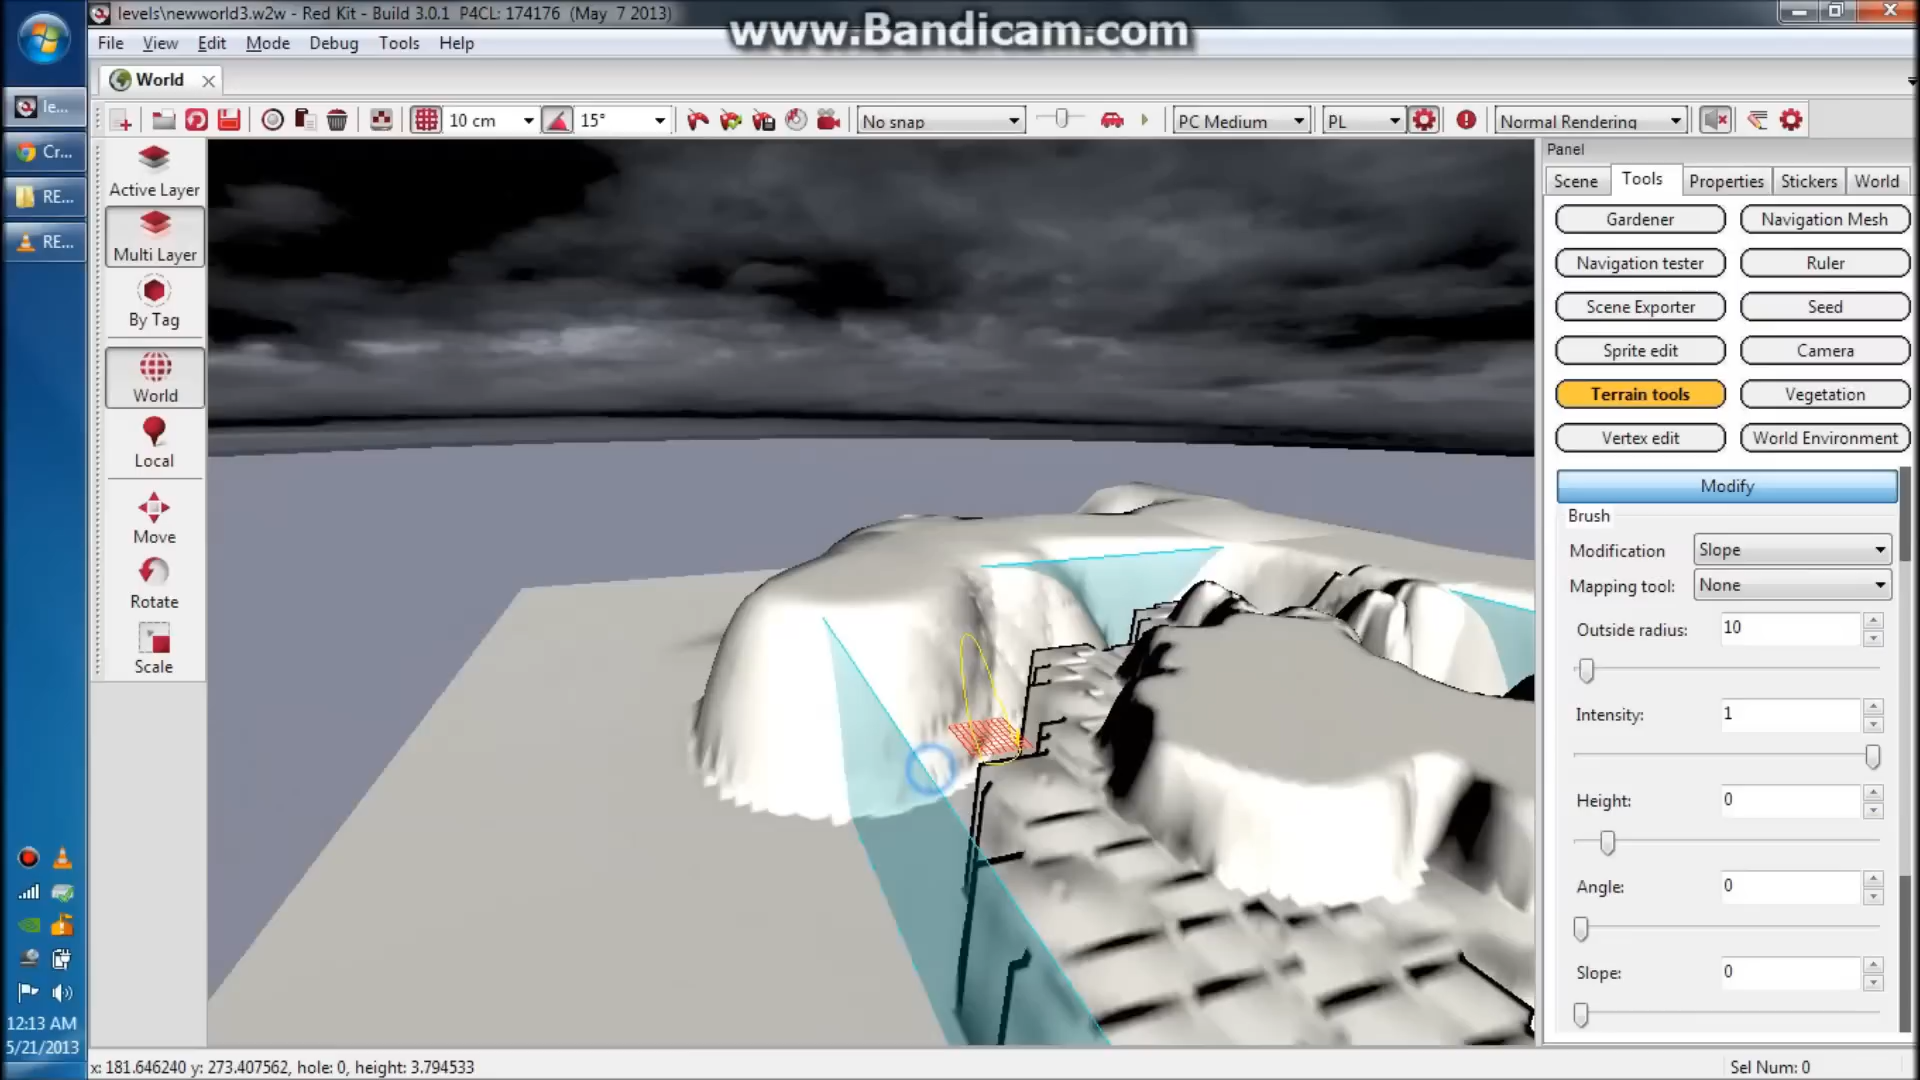 levels\newworld3.w2w - Red Kit - Build 3.0.1 P4CL: 174176 (May 7 2013)
www.Bandicam.com
File View Edit Mode Debug Tools Help
World
le...
Cr...
RE...
RE...
10 cm
15°
No snap
PC Medium
PL
Normal Rendering
Active Layer
Multi Layer
By Tag
World
Local
Move
Rotate
Scale
Panel
Scene Tools Properties Stickers World
Gardener Navigation Mesh
Navigation tester Ruler
Scene Exporter Seed
Sprite edit Camera
Terrain tools Vegetation
Vertex edit World Environment
Modify
Brush
Modification Slope
Mapping tool: None
Outside radius: 10
Intensity: 1
Height: 0
Angle: 0
Slope: 0
12:13 AM
5/21/2013
x: 181.646240 y: 273.407562, hole: 0, height: 3.794533
Sel Num: 0